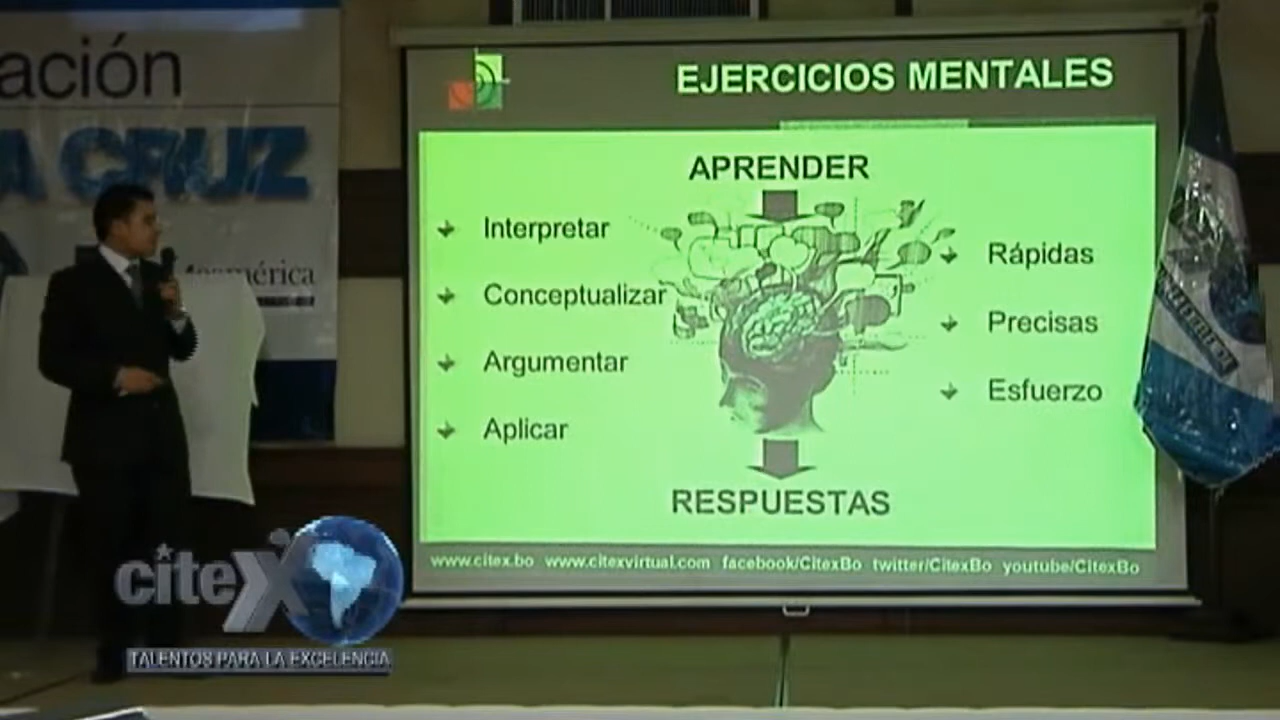 ación
A CRUZ
EJERCICIOS MENTALES
APRENDER
Interpretar
Conceptualizar
Argumentar
Aplicar
Rápidas
Precisas
Esfuerzo
RESPUESTAS
www.citex.bo www.citexvirtual.com facebook/CitexBo twitter/CitexBo youtube/CitexBo
citex
TALENTOS PARA LA EXCELENCIA